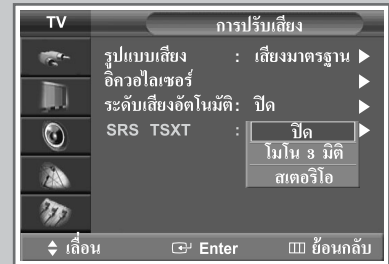 TV การปรับเสียง
รูปแบบเสียง : เสียงมาตรฐาน
อิควอไลเซอร์
ระดับเสียงอัตโนมัติ : ปิด
SRS TSXT : ปิด
โมโน 3 มิติ
สเตอริโอ
เลื่อน Enter ย้อนกลับ